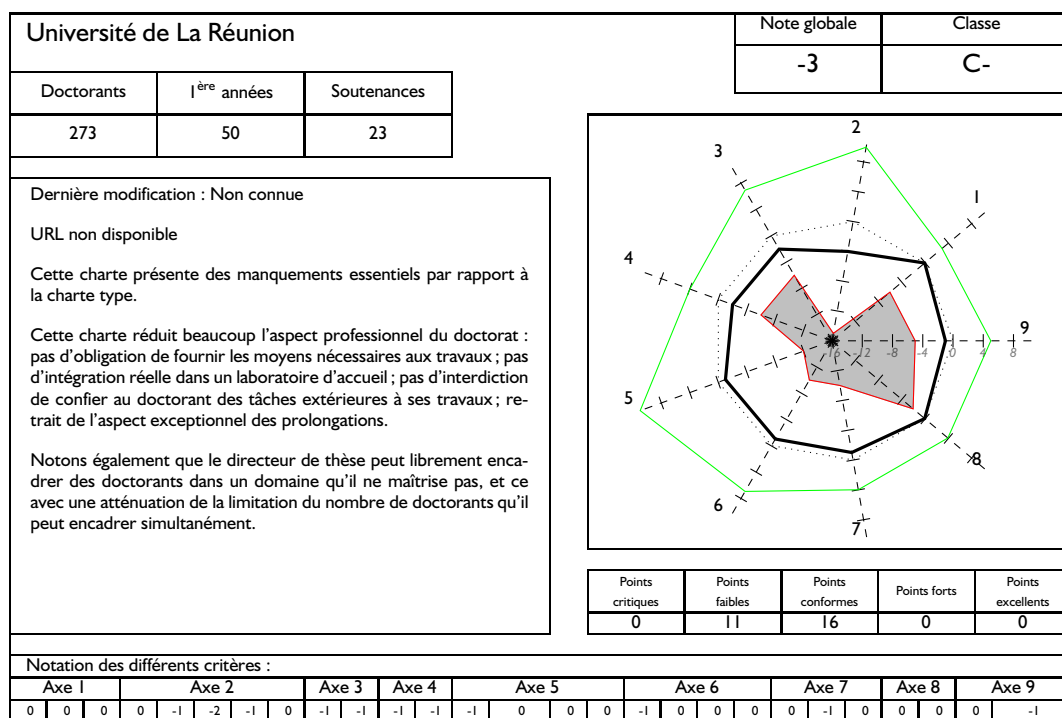 Université de La Réunion
Note globale
Classe
-3
C-
Doctorants
1ère années
Soutenances
273
50
23
Dernière modification : Non connue
URL non disponible
Cette charte présente des manquements essentiels par rapport à
la charte type.
Cette charte réduit beaucoup l'aspect professionnel du doctorat :
pas d'obligation de fournir les moyens nécessaires aux travaux ; pas
d'intégration réelle dans un laboratoire d'accueil ; pas d'interdiction
de confier au doctorant des tâches extérieures à ses travaux ; re-
trait de l'aspect exceptionnel des prolongations.
Notons également que le directeur de thèse peut librement enca-
drer des doctorants dans un domaine qu'il ne maîtrise pas, et ce
avec une atténuation de la limitation du nombre de doctorants qu'il
peut encadrer simultanément.
2
3
1
4
9
-16 -12 -8 -4 0 4 8
5
8
6
7
Points critiques
Points faibles
Points conformes
Points forts
Points excellents
0 11 16 0 0
Notation des différents critères :
Axe 1 Axe 2 Axe 3 Axe 4 Axe 5 Axe 6 Axe 7 Axe 8 Axe 9
0 0 0 0 -1 -2 -1 0 -1 -1 -1 -1 -1 0 0 0 0 -1 0 0 0 0 -1 0 0 0 0 -1